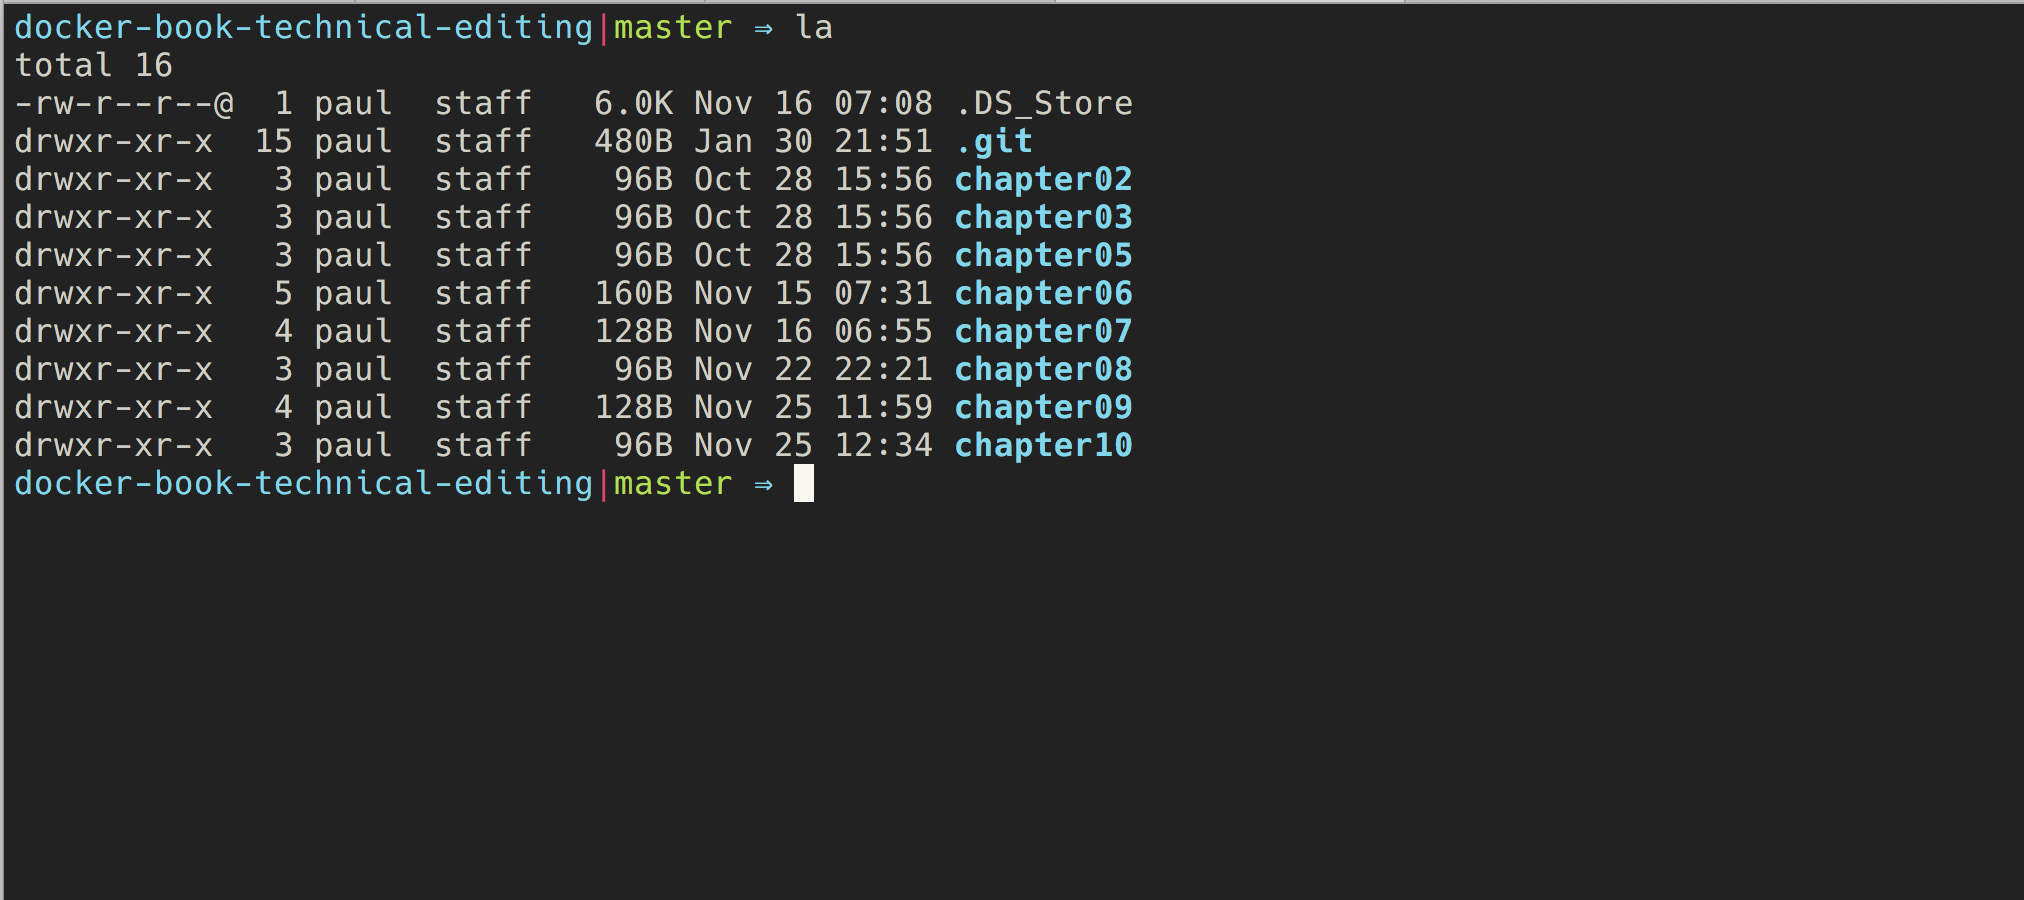 docker-book-technical-editing|master ⇒ la
total 16
-rw-r--r--@  1 paul  staff   6.0K Nov 16 07:08 .DS_Store
drwxr-xr-x  15 paul  staff   480B Jan 30 21:51 .git
drwxr-xr-x   3 paul  staff    96B Oct 28 15:56 chapter02
drwxr-xr-x   3 paul  staff    96B Oct 28 15:56 chapter03
drwxr-xr-x   3 paul  staff    96B Oct 28 15:56 chapter05
drwxr-xr-x   5 paul  staff   160B Nov 15 07:31 chapter06
drwxr-xr-x   4 paul  staff   128B Nov 16 06:55 chapter07
drwxr-xr-x   3 paul  staff    96B Nov 22 22:21 chapter08
drwxr-xr-x   4 paul  staff   128B Nov 25 11:59 chapter09
drwxr-xr-x   3 paul  staff    96B Nov 25 12:34 chapter10
docker-book-technical-editing|master ⇒